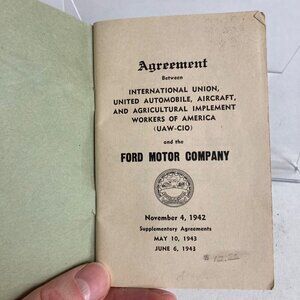 Agreement
Between
INTERNATIONAL UNION,
UNITED AUTOMOBILE, AIRCRAFT,
AND AGRICULTURAL IMPLEMENT
WORKERS OF AMERICA
(UAW-CIO)
and the
FORD MOTOR COMPANY
November 4, 1942
Supplementary Agreements
MAY 10, 1943
JUNE 6, 1943